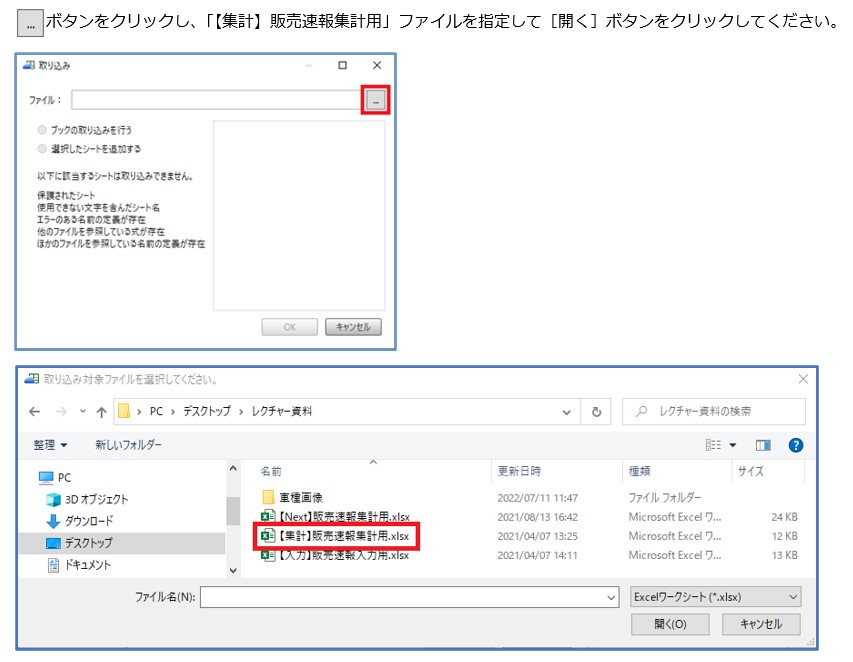 ... ボタンをクリックし、「【集計】販売速報集計用」ファイルを指定して［開く］ボタンをクリックしてください。
取り込み
ファイル： ...
ブックの取り込みを行う
選択したシートを追加する
以下に該当するシートは取り込みできません。
保護されたシート
使用できない文字を含んだシート名
エラーのある名前の定義が存在
他のファイルを参照している式が存在
ほかのファイルを参照している名前の定義が存在
OK キャンセル
取り込み対象ファイルを選択してください。
PC › デスクトップ › レクチャー資料 レクチャー資料の検索
整理 新しいフォルダー
PC
3D オブジェクト
ダウンロード
デスクトップ
ドキュメント
名前 更新日時 種類 サイズ
車種画像 2022/07/11 11:47 ファイル フォルダー
【Next】販売速報集計用.xlsx 2021/08/13 16:42 Microsoft Excel ワ... 24 KB
【集計】販売速報集計用.xlsx 2021/04/07 13:25 Microsoft Excel ワ... 12 KB
【入力】販売速報入力用.xlsx 2021/04/07 14:11 Microsoft Excel ワ... 13 KB
ファイル名(N): Excelワークシート (*.xlsx)
開く(O) キャンセル